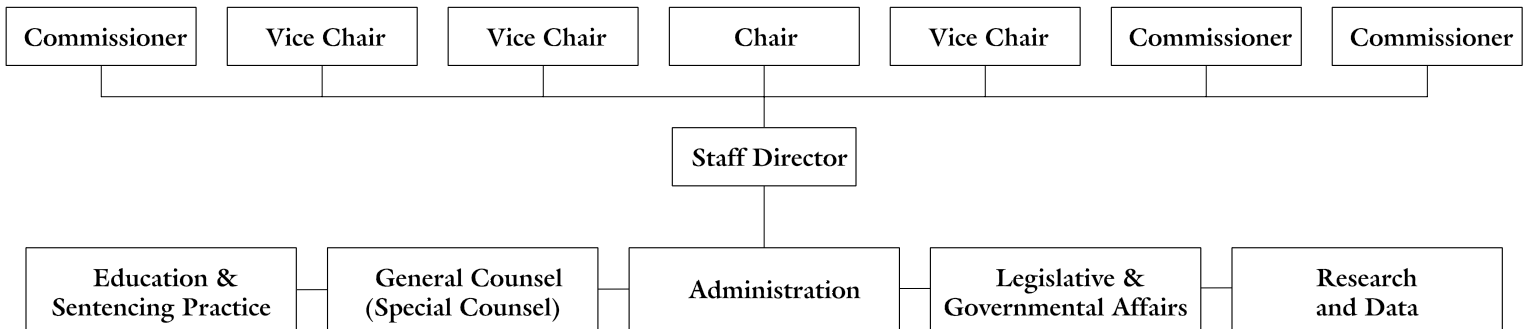 Commissioner
Vice Chair
Vice Chair
Chair
Vice Chair
Commissioner
Commissioner
Staff Director
Education &
Sentencing Practice
General Counsel
(Special Counsel)
Administration
Legislative &
Governmental Affairs
Research
and Data